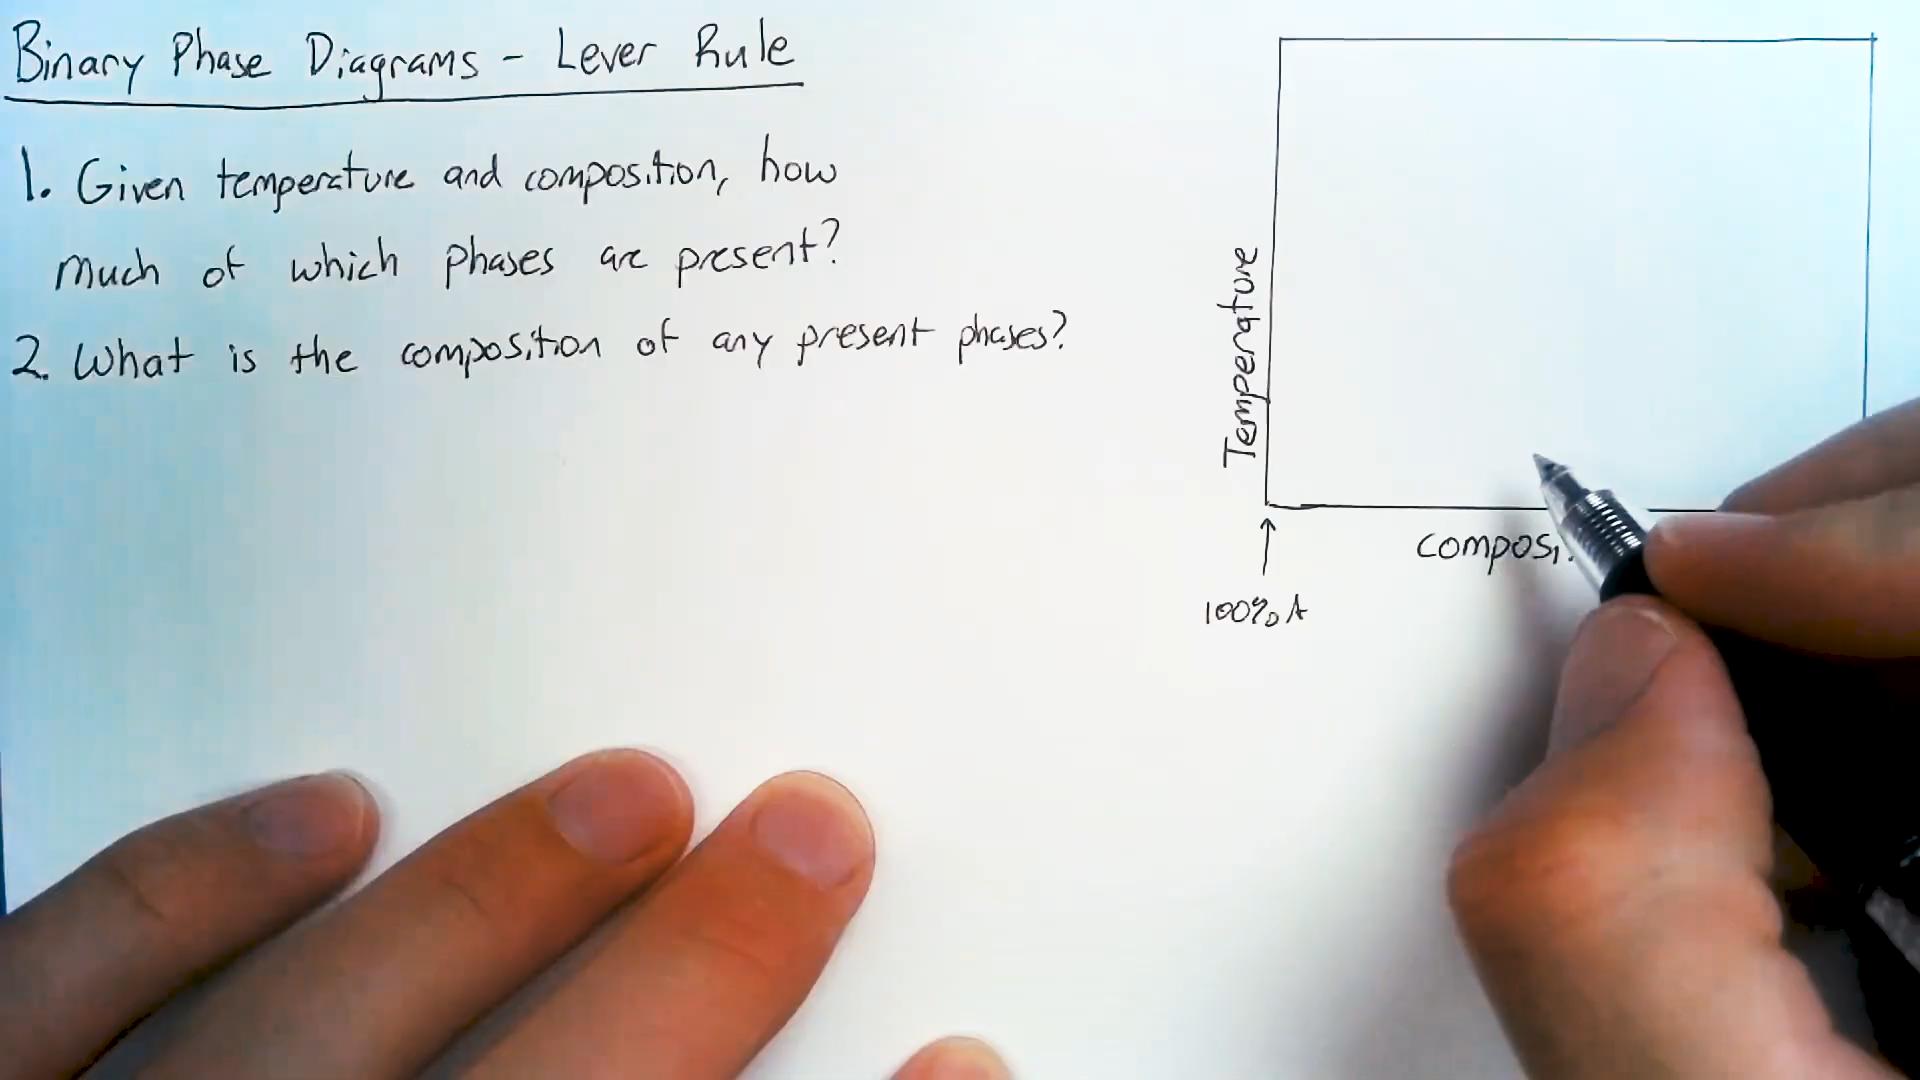 Binary Phase Diagrams - Lever Rule
1. Given temperature and composition, how
much of which phases are present?
2. What is the composition of any present phases?
Temperature
100% A